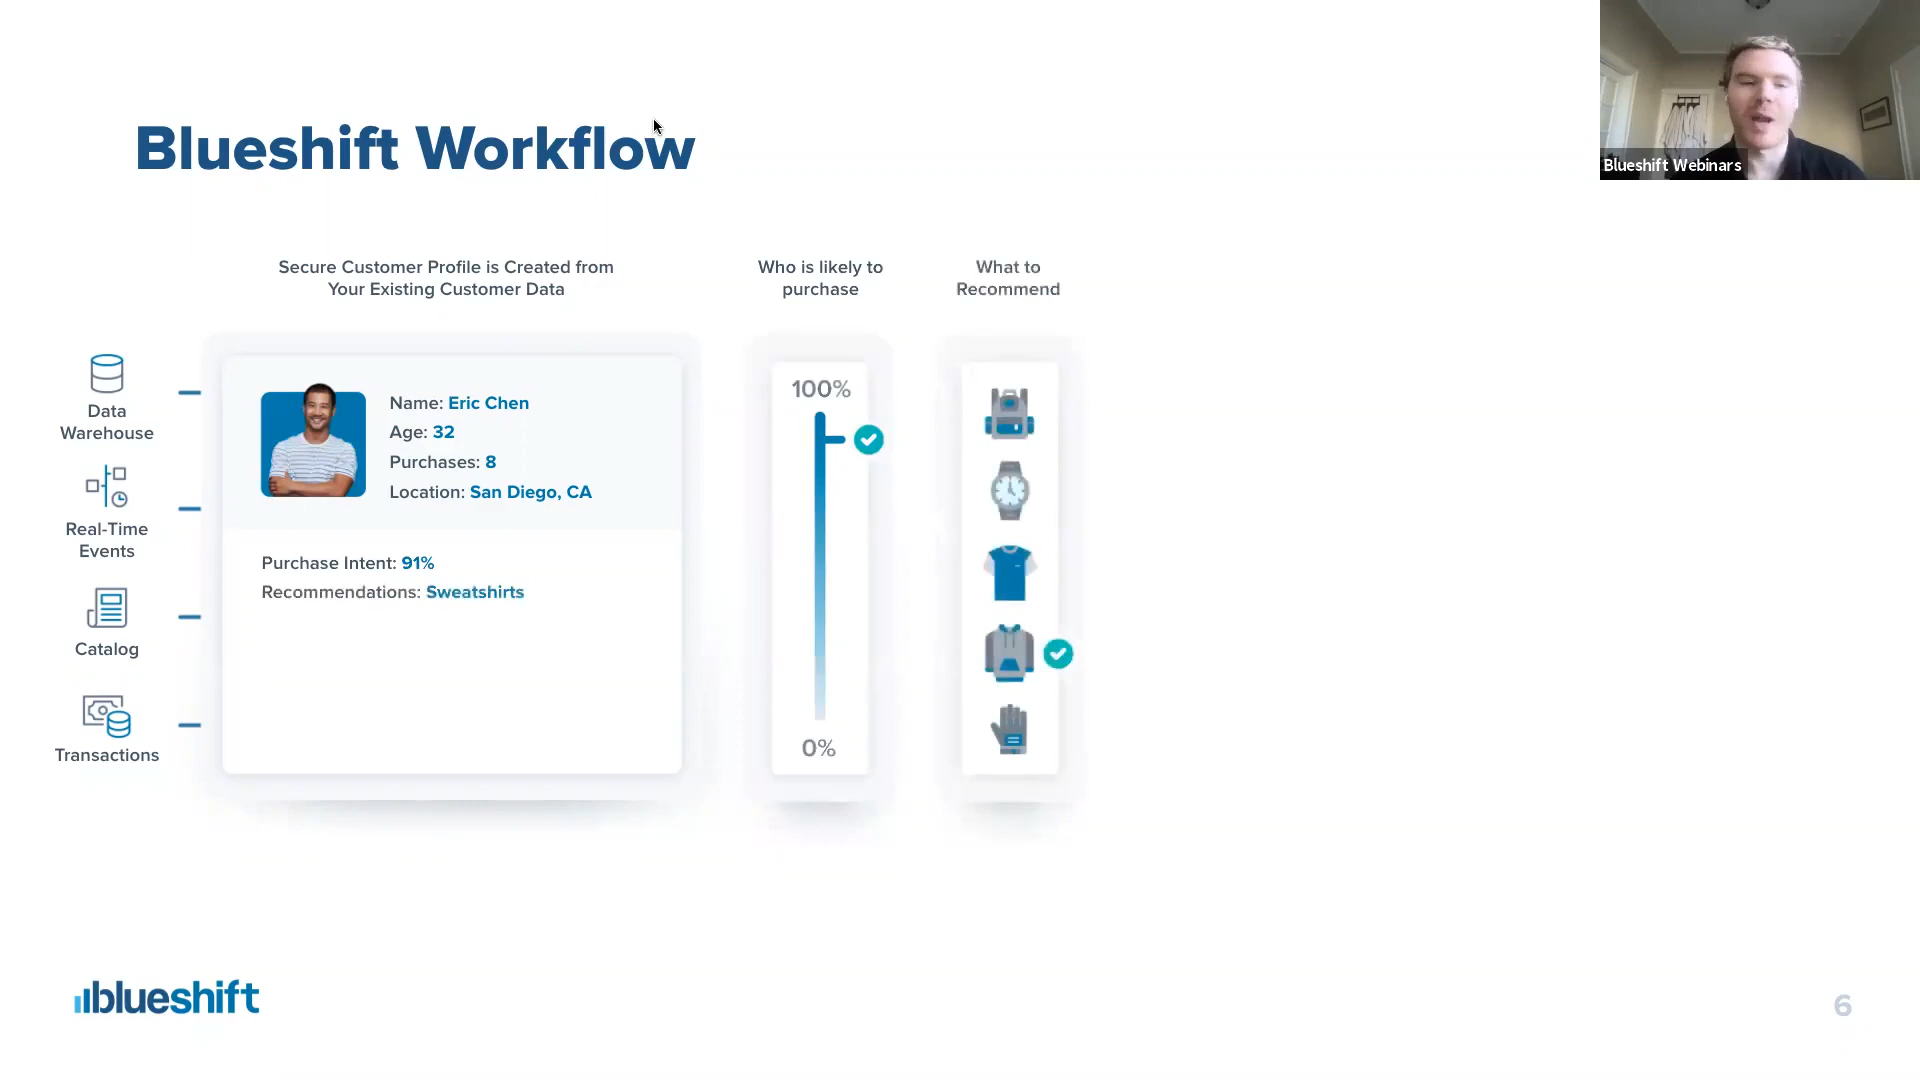 Blueshift Webinars
Blueshift Workflow
Secure Customer Profile is Created from
Your Existing Customer Data
Who is likely to
purchase
What to
Recommend
Data
Warehouse
Real-Time
Events
Catalog
Transactions
Name: Eric Chen
Age: 32
Purchases: 8
Location: San Diego, CA
Purchase Intent: 91%
Recommendations: Sweatshirts
100%
0%
blueshift
6